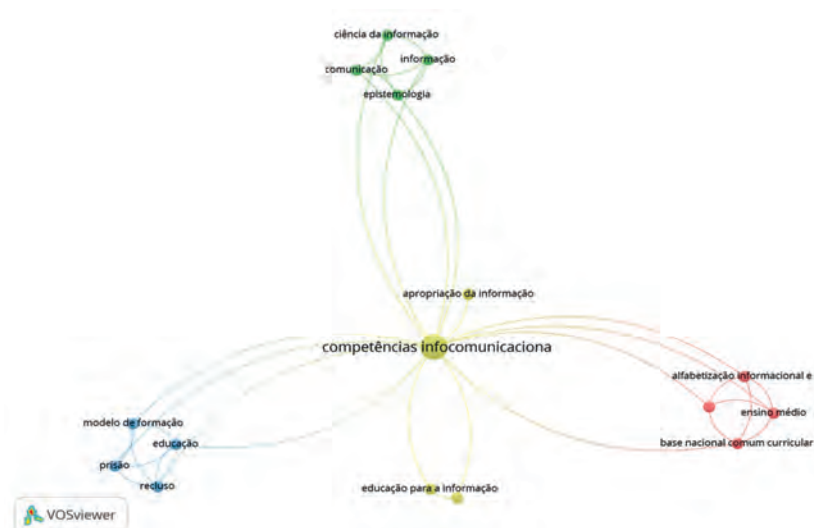 ciência da informação
informação
comunicação
epistemologia
apropriação da informação
competências infocomunicaciona
alfabetização informacional e
ensino médio
base nacional comum curricular
modelo de formação
educação
prisão
recluso
educação para a informação
VOSviewer